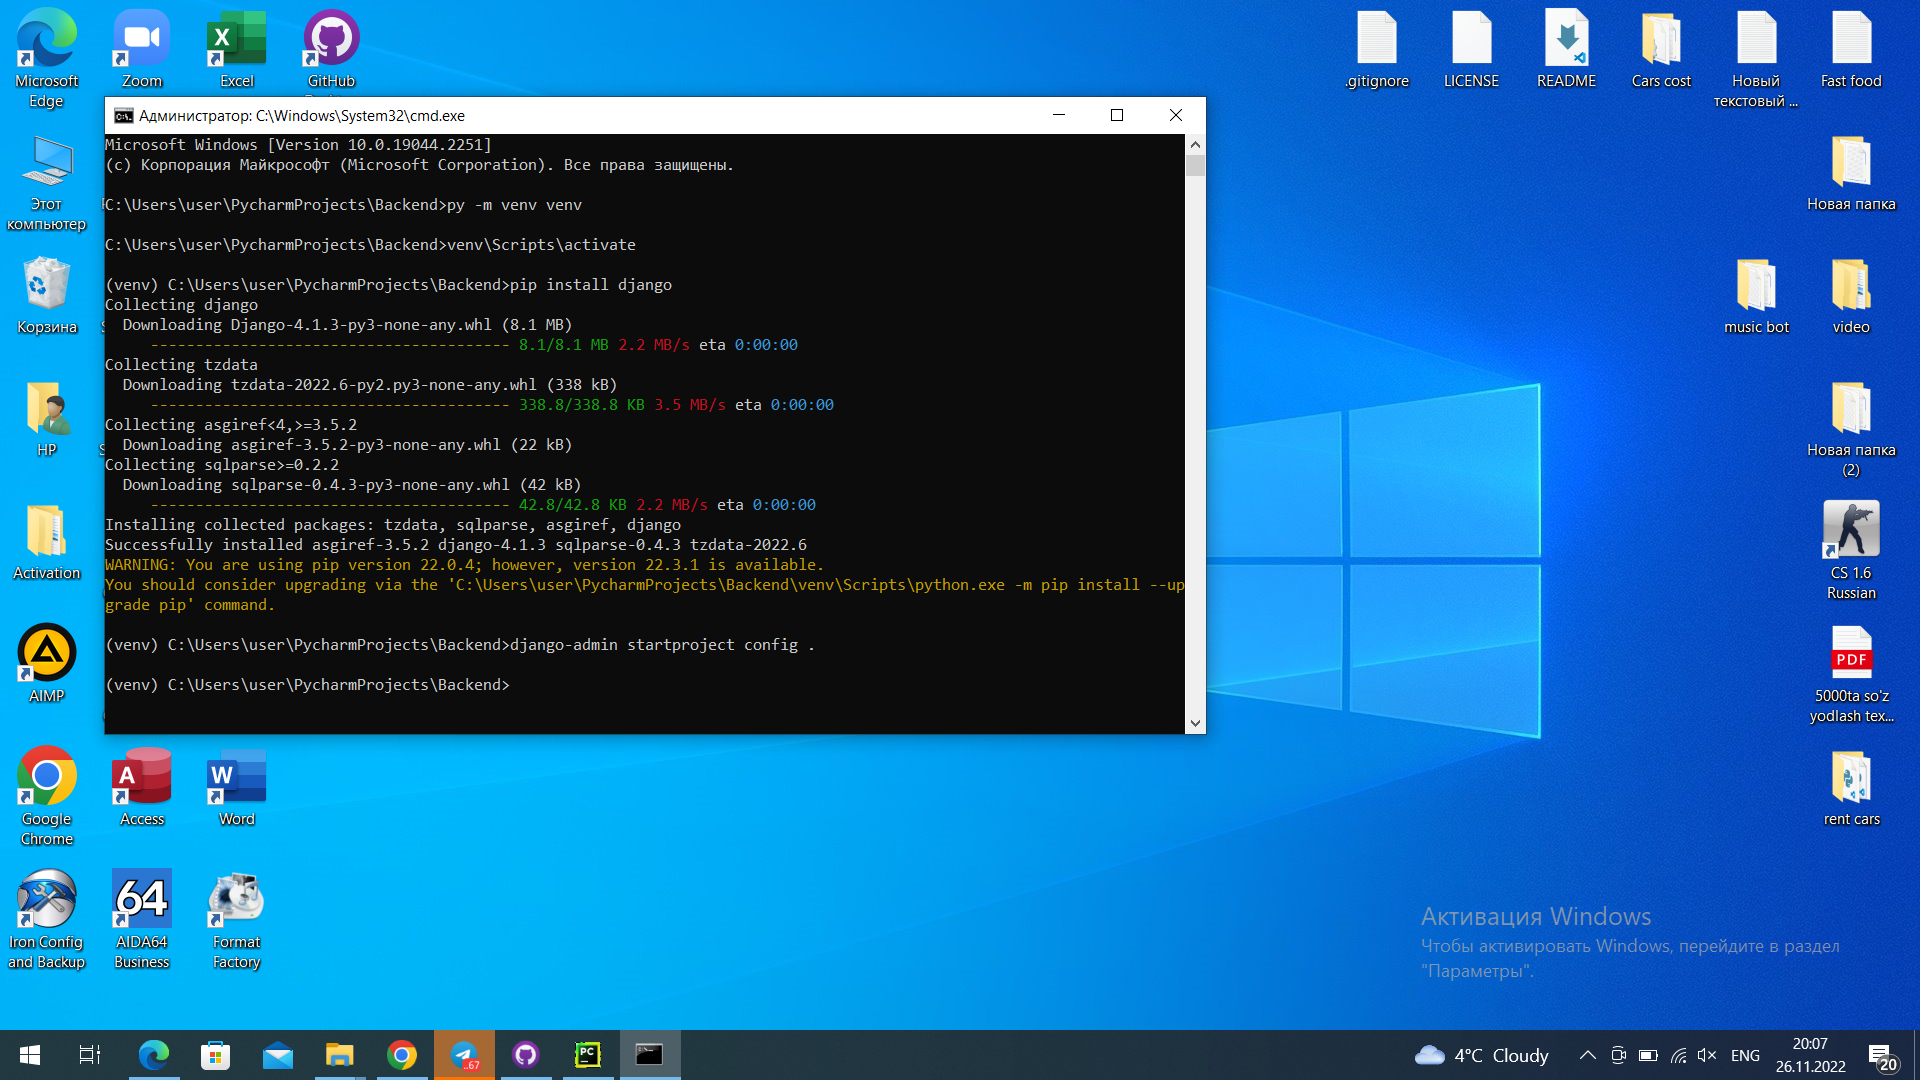 Microsoft
Edge
Zoom
Excel
GitHub
.gitignore
LICENSE
README
Cars cost
Новый
текстовый ...
Fast food
Администратор: C:\Windows\System32\cmd.exe
Microsoft Windows [Version 10.0.19044.2251]
(c) Корпорация Майкрософт (Microsoft Corporation). Все права защищены.
C:\Users\user\PycharmProjects\Backend>py -m venv venv
C:\Users\user\PycharmProjects\Backend>venv\Scripts\activate
(venv) C:\Users\user\PycharmProjects\Backend>pip install django
Collecting django
Downloading Django-4.1.3-py3-none-any.whl (8.1 MB)
---------------------------------------- 8.1/8.1 MB 2.2 MB/s eta 0:00:00
Collecting tzdata
Downloading tzdata-2022.6-py2.py3-none-any.whl (338 kB)
---------------------------------------- 338.8/338.8 KB 3.5 MB/s eta 0:00:00
Collecting asgiref<4,>=3.5.2
Downloading asgiref-3.5.2-py3-none-any.whl (22 kB)
Collecting sqlparse>=0.2.2
Downloading sqlparse-0.4.3-py3-none-any.whl (42 kB)
---------------------------------------- 42.8/42.8 KB 2.2 MB/s eta 0:00:00
Installing collected packages: tzdata, sqlparse, asgiref, django
Successfully installed asgiref-3.5.2 django-4.1.3 sqlparse-0.4.3 tzdata-2022.6
WARNING: You are using pip version 22.0.4; however, version 22.3.1 is available.
You should consider upgrading via the 'C:\Users\user\PycharmProjects\Backend\venv\Scripts\python.exe -m pip install --up
grade pip' command.
(venv) C:\Users\user\PycharmProjects\Backend>django-admin startproject config .
(venv) C:\Users\user\PycharmProjects\Backend>
Этот
компьютер
Корзина
HP
Activation
AIMP
Новая папка
music bot
video
Новая папка
(2)
CS 1.6
Russian
PDF
5000ta so'z
yodlash tex...
rent cars
Google
Chrome
Access
Word
Iron Config
and Backup
64
AIDA64
Business
Format
Factory
Активация Windows
Чтобы активировать Windows, перейдите в раздел
"Параметры".
..67
PC
4°C Cloudy
ENG
20:07
26.11.2022
20